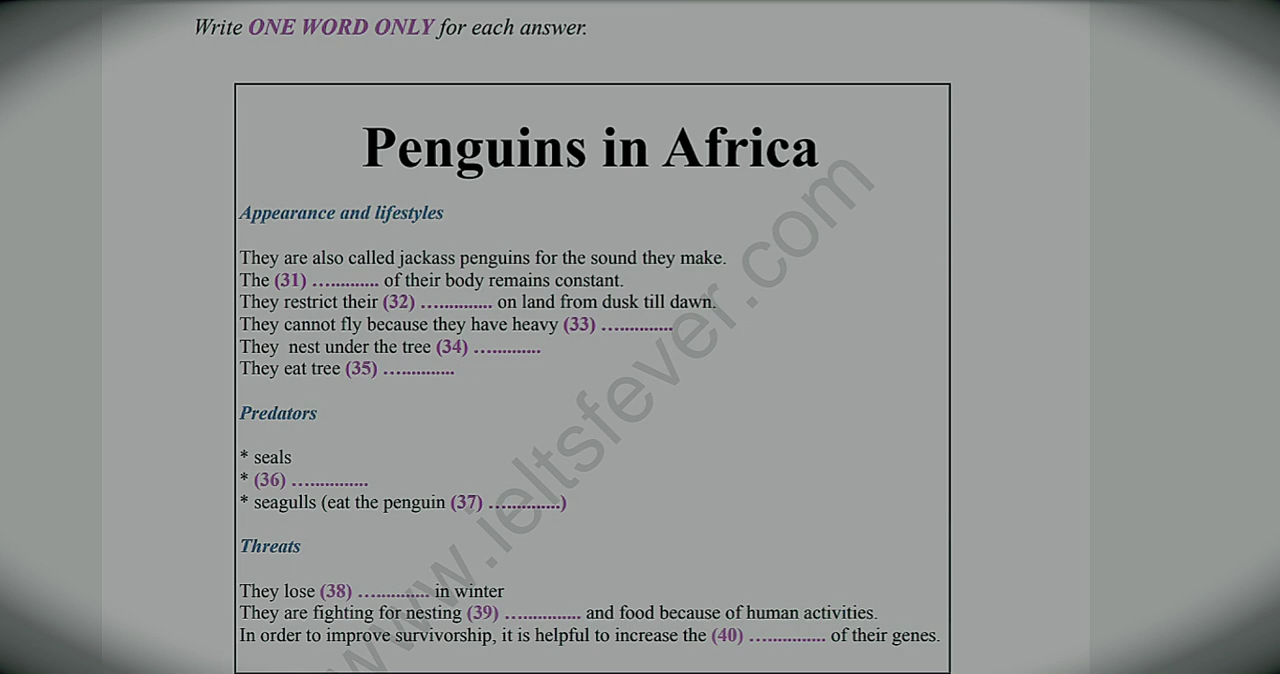 Write ONE WORD ONLY for each answer.
Penguins in Africa
Appearance and lifestyles
They are also called jackass penguins for the sound they make.
The (31) …......... of their body remains constant.
They restrict their (32) …............ on land from dusk till dawn.
They cannot fly because they have heavy (33) …............
They nest under the tree (34) …...........
They eat tree (35) …............
Predators
* seals
* (36) ….............
* seagulls (eat the penguin (37) ….............)
Threats
They lose (38) ….............. in winter
They are fighting for nesting (39) ….............. and food because of human activities.
In order to improve survivorship, it is helpful to increase the (40) ….............. of their genes.
www.ieltsfever.com